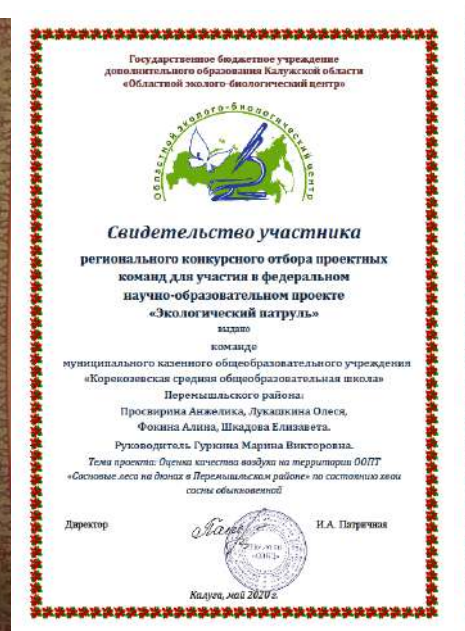 Государственное бюджетное учреждение
дополнительного образования Калужской области
«Областной эколого-биологический центр»
Областной эколого-биологический центр
Свидетельство участника
регионального конкурсного отбора проектных
команд для участия в федеральном
научно-образовательном проекте
«Экологический патруль»
выдано
команде
муниципального казенного общеобразовательного учреждения
«Корекозевская средняя общеобразовательная школа»
Перемышльского района:
Просвирина Анжелика, Лукашкина Олеся,
Фокина Алина, Шкадова Елизавета.
Руководитель Гуркина Марина Викторовна.
Тема проекта: Оценка качества воздуха на территории ООПТ
«Сосновые леса на дюнах в Перемышльском районе» по состоянию хвои
сосны обыкновенной
Директор И.А. Патричная
Калуга, май 2020 г.